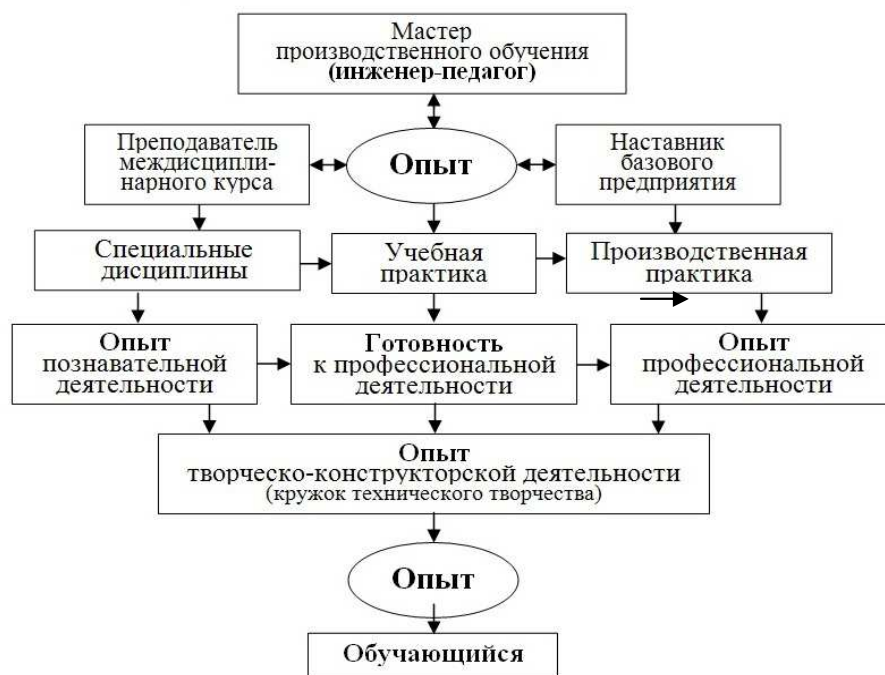 Мастер
производственного обучения
(инженер-педагог)
Преподаватель
междисципли-
нарного курса
Опыт
Наставник
базового
предприятия
Специальные
дисциплины
Учебная
практика
Производственная
практика
Опыт
познавательной
деятельности
Готовность
к профессиональной
деятельности
Опыт
профессиональной
деятельности
Опыт
творческо-конструкторской деятельности
(кружок технического творчества)
Опыт
Обучающийся